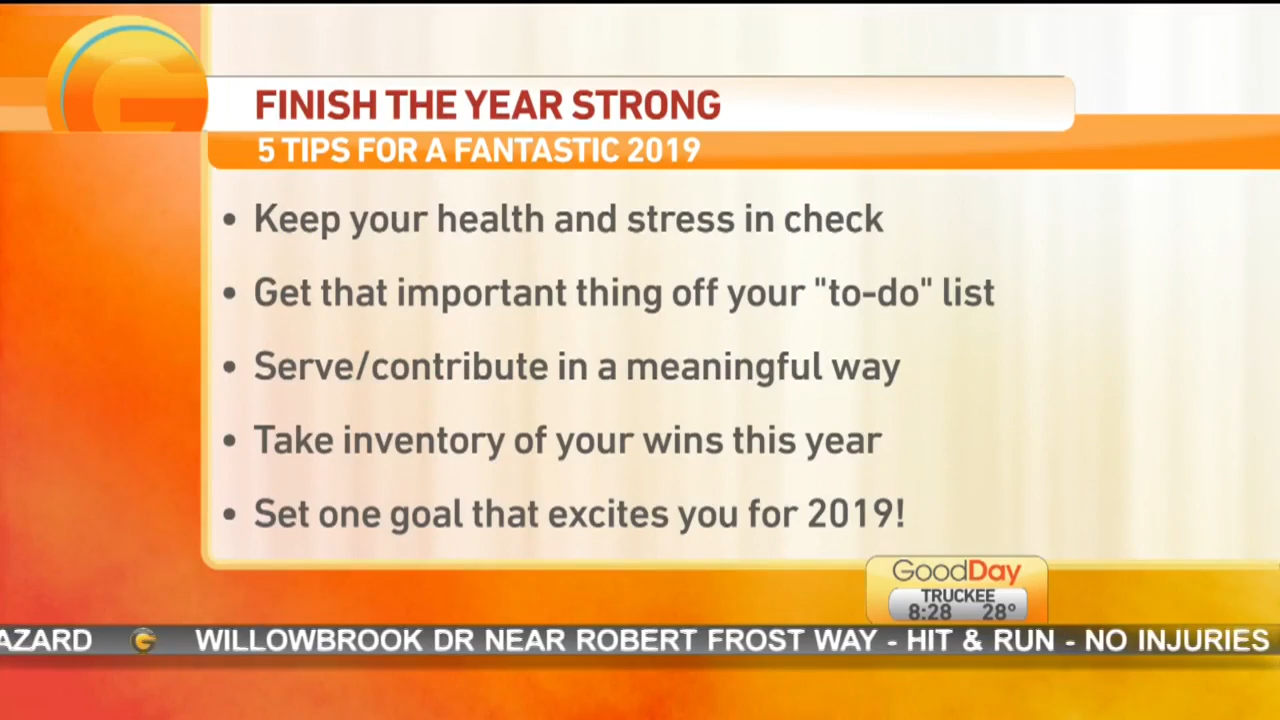 FINISH THE YEAR STRONG
5 TIPS FOR A FANTASTIC 2019
• Keep your health and stress in check
• Get that important thing off your "to-do" list
• Serve/contribute in a meaningful way
• Take inventory of your wins this year
• Set one goal that excites you for 2019!
GoodDay
TRUCKEE
8:28 28°
AZARD G WILLOWBROOK DR NEAR ROBERT FROST WAY - HIT & RUN - NO INJURIES